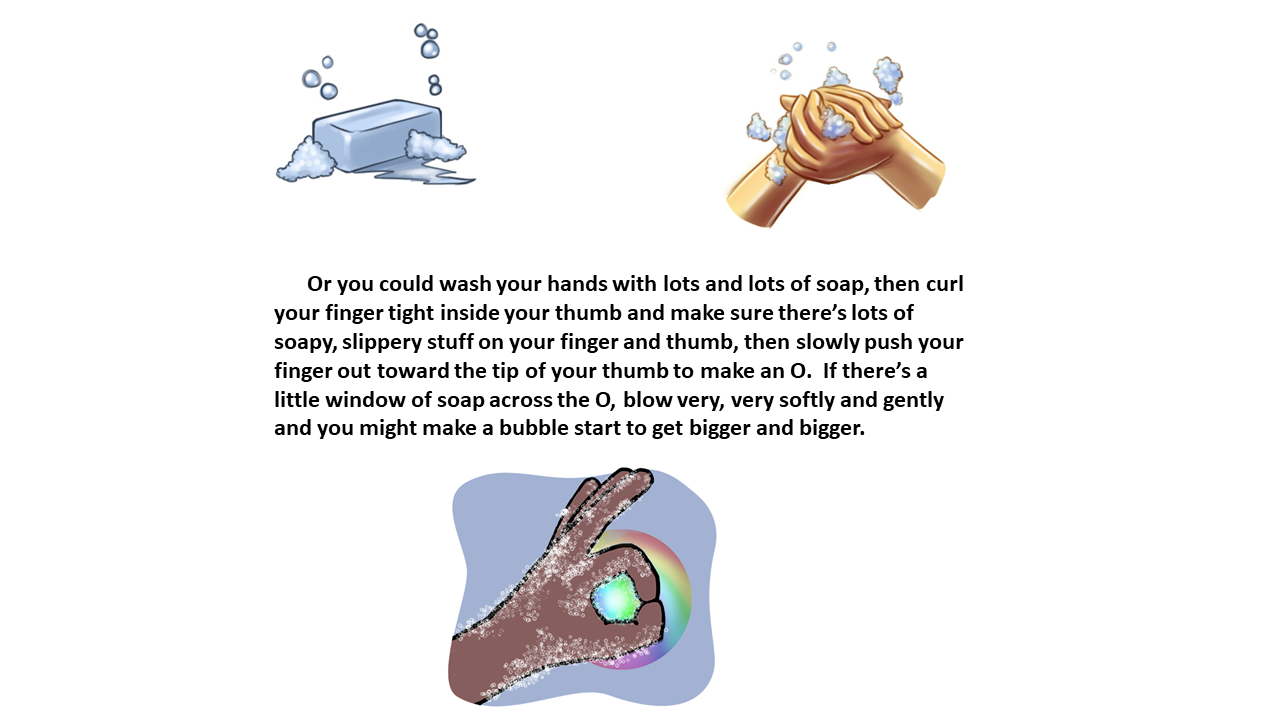 Or you could wash your hands with lots and lots of soap, then curl
your finger tight inside your thumb and make sure there’s lots of
soapy, slippery stuff on your finger and thumb, then slowly push your
finger out toward the tip of your thumb to make an O.  If there’s a
little window of soap across the O, blow very, very softly and gently
and you might make a bubble start to get bigger and bigger.